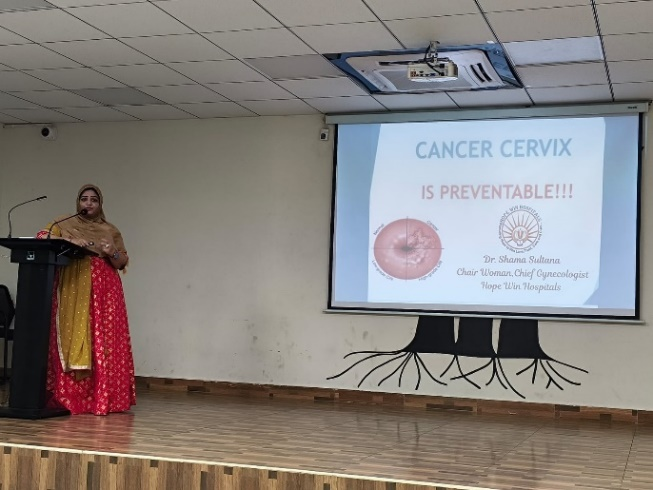 CANCER CERVIX
IS PREVENTABLE!!!
Dr. Shama Sultana
Chair Woman,Chief Gynecologist
Hope Win Hospitals